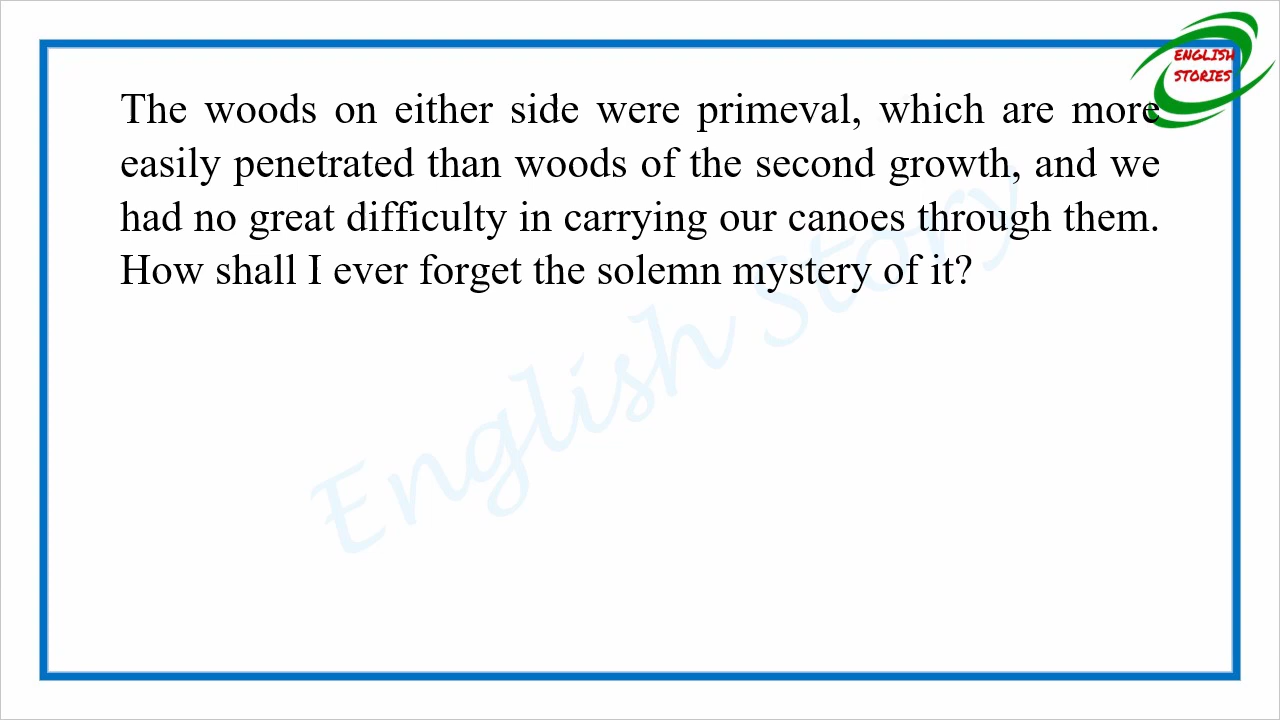 ENGLISH
STORIES
The woods on either side were primeval, which are more
easily penetrated than woods of the second growth, and we
had no great difficulty in carrying our canoes through them.
How shall I ever forget the solemn mystery of it?
English Story